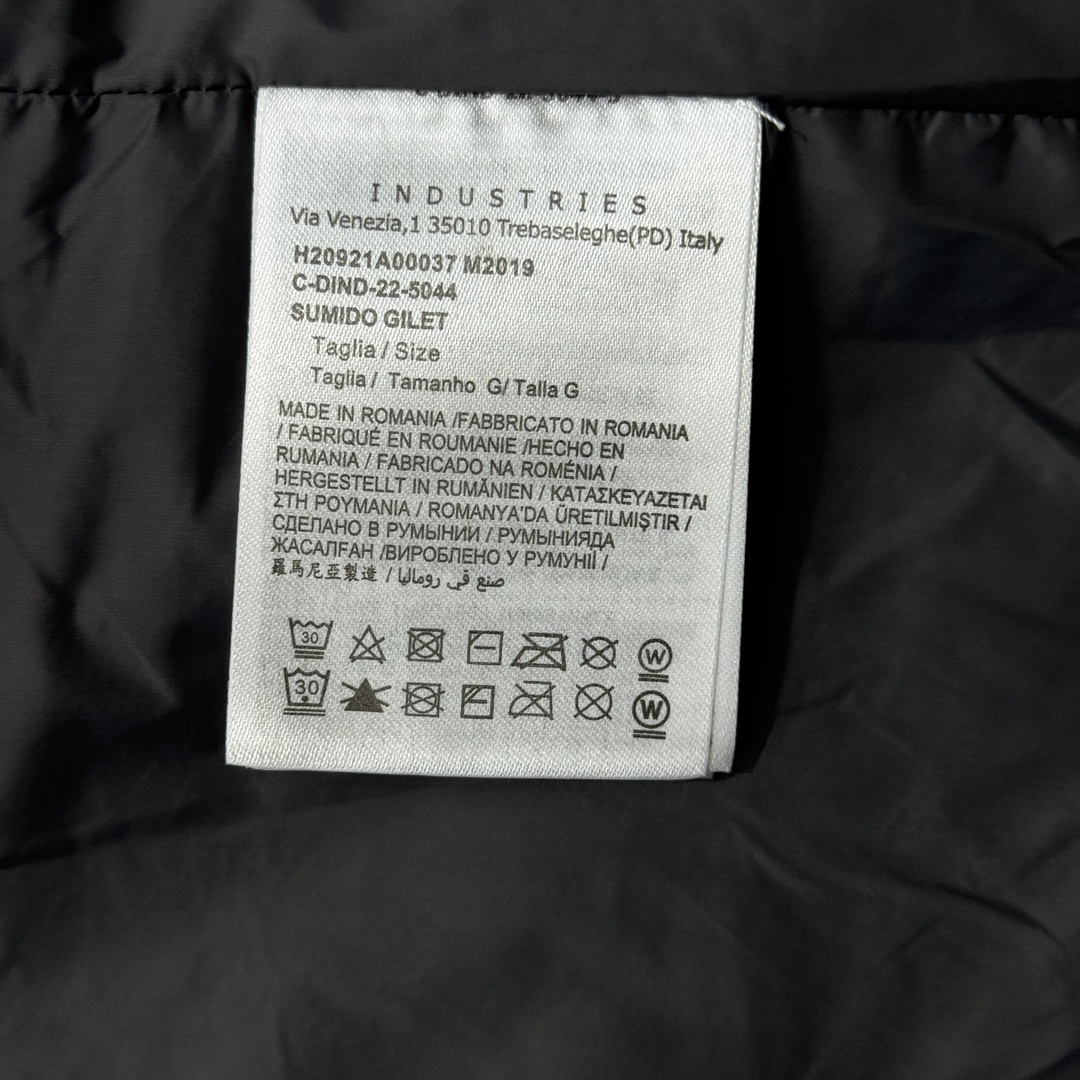 INDUSTRIES
Via Venezia,1 35010 Trebaseleghe(PD) Italy
H20921A00037 M2019
C-DIND-22-5044
SUMIDO GILET
Taglia / Size
Taglia / Tamanho G/ Talla G
MADE IN ROMANIA /FABBRICATO IN ROMANIA
/ FABRIQUÉ EN ROUMANIE /HECHO EN
RUMANIA / FABRICADO NA ROMÉNIA /
HERGESTELLT IN RUMĂNIEN / ΚΑΤΑΣΚΕΥΑΖΕΤΑΙ
ΣΤΗ ΡΟΥΜΑΝΙΑ / ROMANYA'DA ÜRETILMIŞTIR /
СДЕЛАНО В РУМЫНИИ / РУМЫНИЯДА
ЖАСАЛҒАН /ВИРОБЛЕНО У РУМУНІЇ /
羅馬尼亞製造 / صنع في رومانيا
30 W
30 W